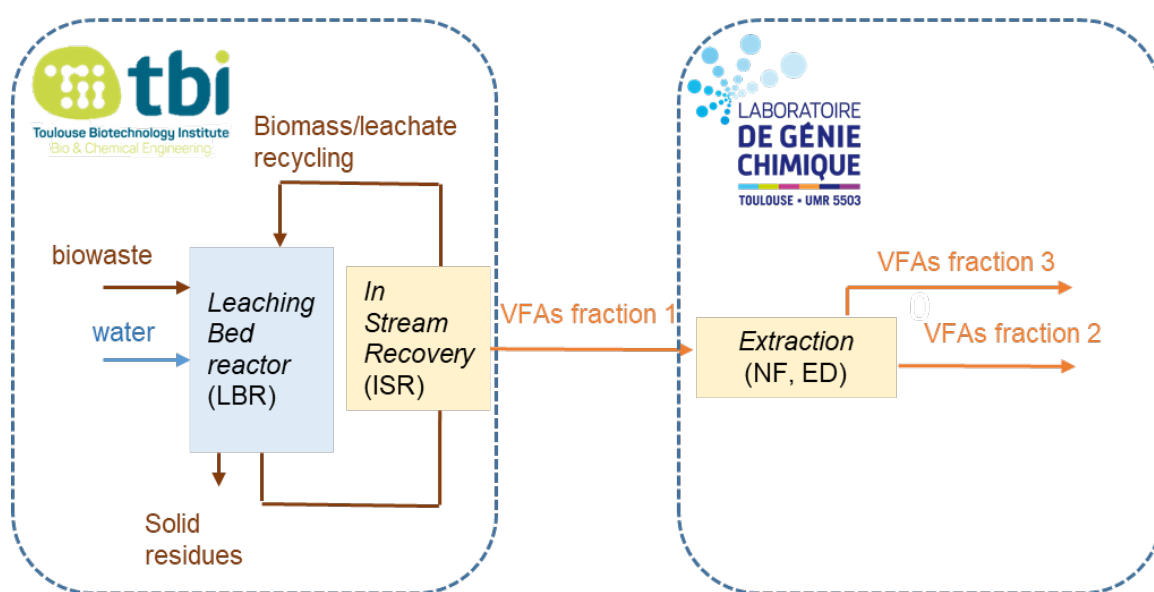 tbi
Toulouse Biotechnology Institute
Bio & Chemical Engineering
Biomass/leachate
recycling
biowaste
water
Leaching
Bed
reactor
(LBR)
In
Stream
Recovery
(ISR)
Solid
residues
VFAs fraction 1
LABORATOIRE
DE GÉNIE
CHIMIQUE
TOULOUSE • UMR 5503
Extraction
(NF, ED)
VFAs fraction 3
0
VFAs fraction 2